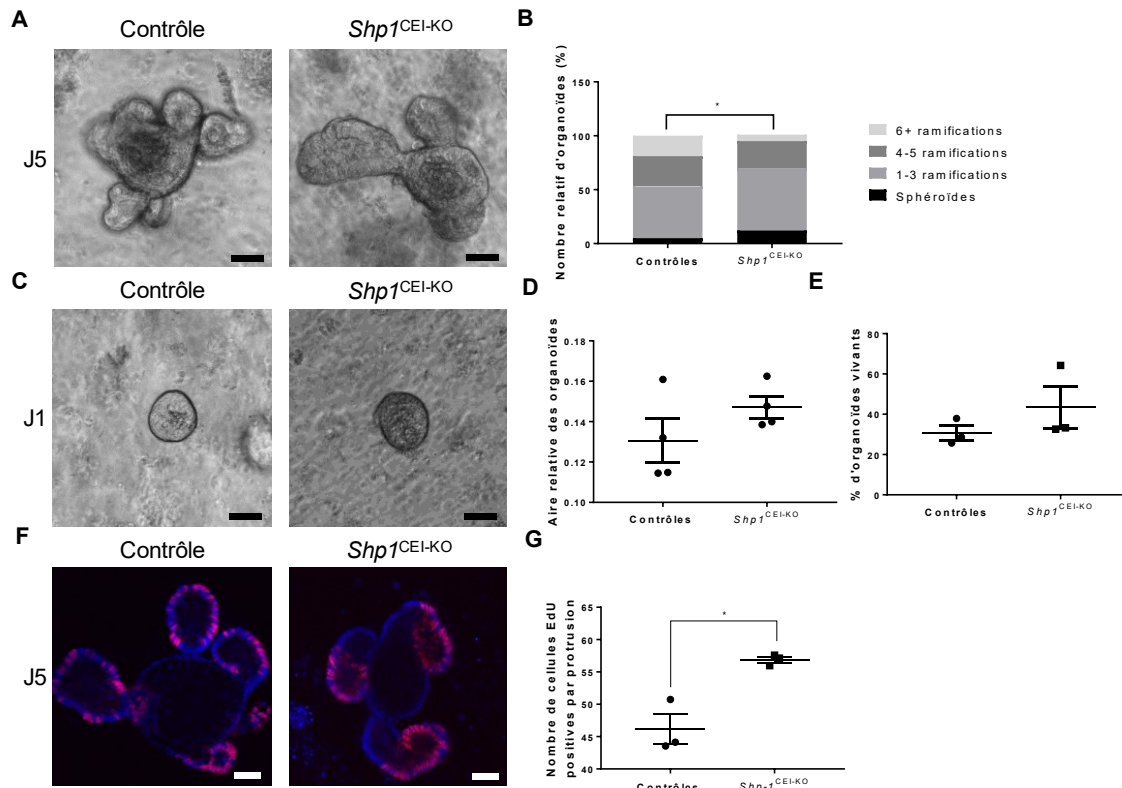 A
Contrôle
Shp1CEI-KO
J5
B
Nombre relatif d'organoïdes (%)
150
100
50
0
*
Contrôles
Shp1CEI-KO
6+ ramifications
4-5 ramifications
1-3 ramifications
Sphéroïdes
C
Contrôle
Shp1CEI-KO
J1
D
Aire relative des organoïdes
0.18
0.16
0.14
0.12
0.10
Contrôles
Shp1CEI-KO
E
% d'organoïdes vivants
80
60
40
20
0
Contrôles
Shp1CEI-KO
F
Contrôle
Shp1CEI-KO
J5
G
Nombre de cellules EdU
positives par protrusion
65
60
55
50
45
40
*
Contrôles
Shp-1CEI-KO